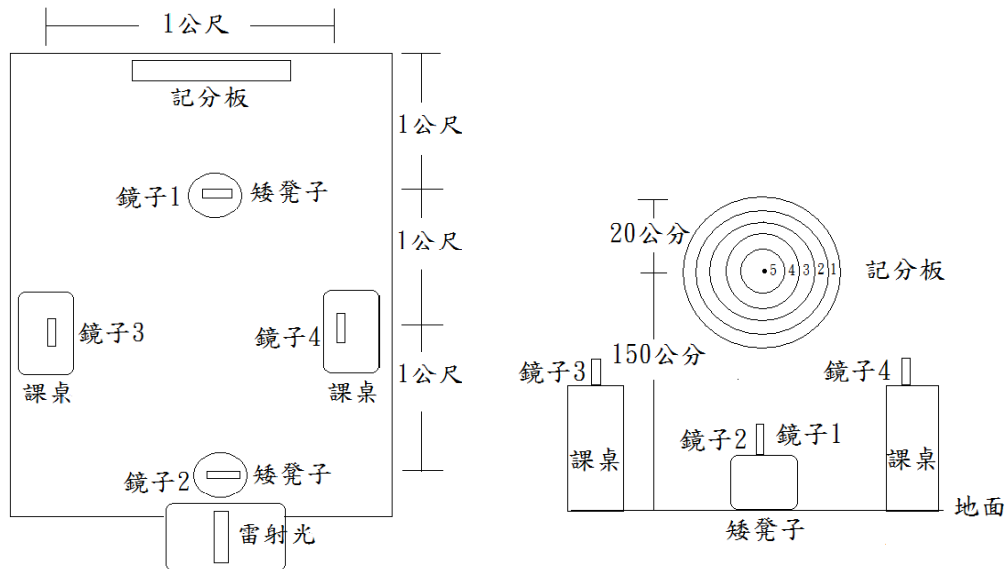 1公尺
記分板
1公尺
鏡子1
矮凳子
1公尺
鏡子3
鏡子4
1公尺
課桌
課桌
鏡子2
矮凳子
雷射光
20公分
5 4 3 2 1
記分板
150公分
鏡子3
鏡子4
鏡子2
鏡子1
課桌
課桌
矮凳子
地面